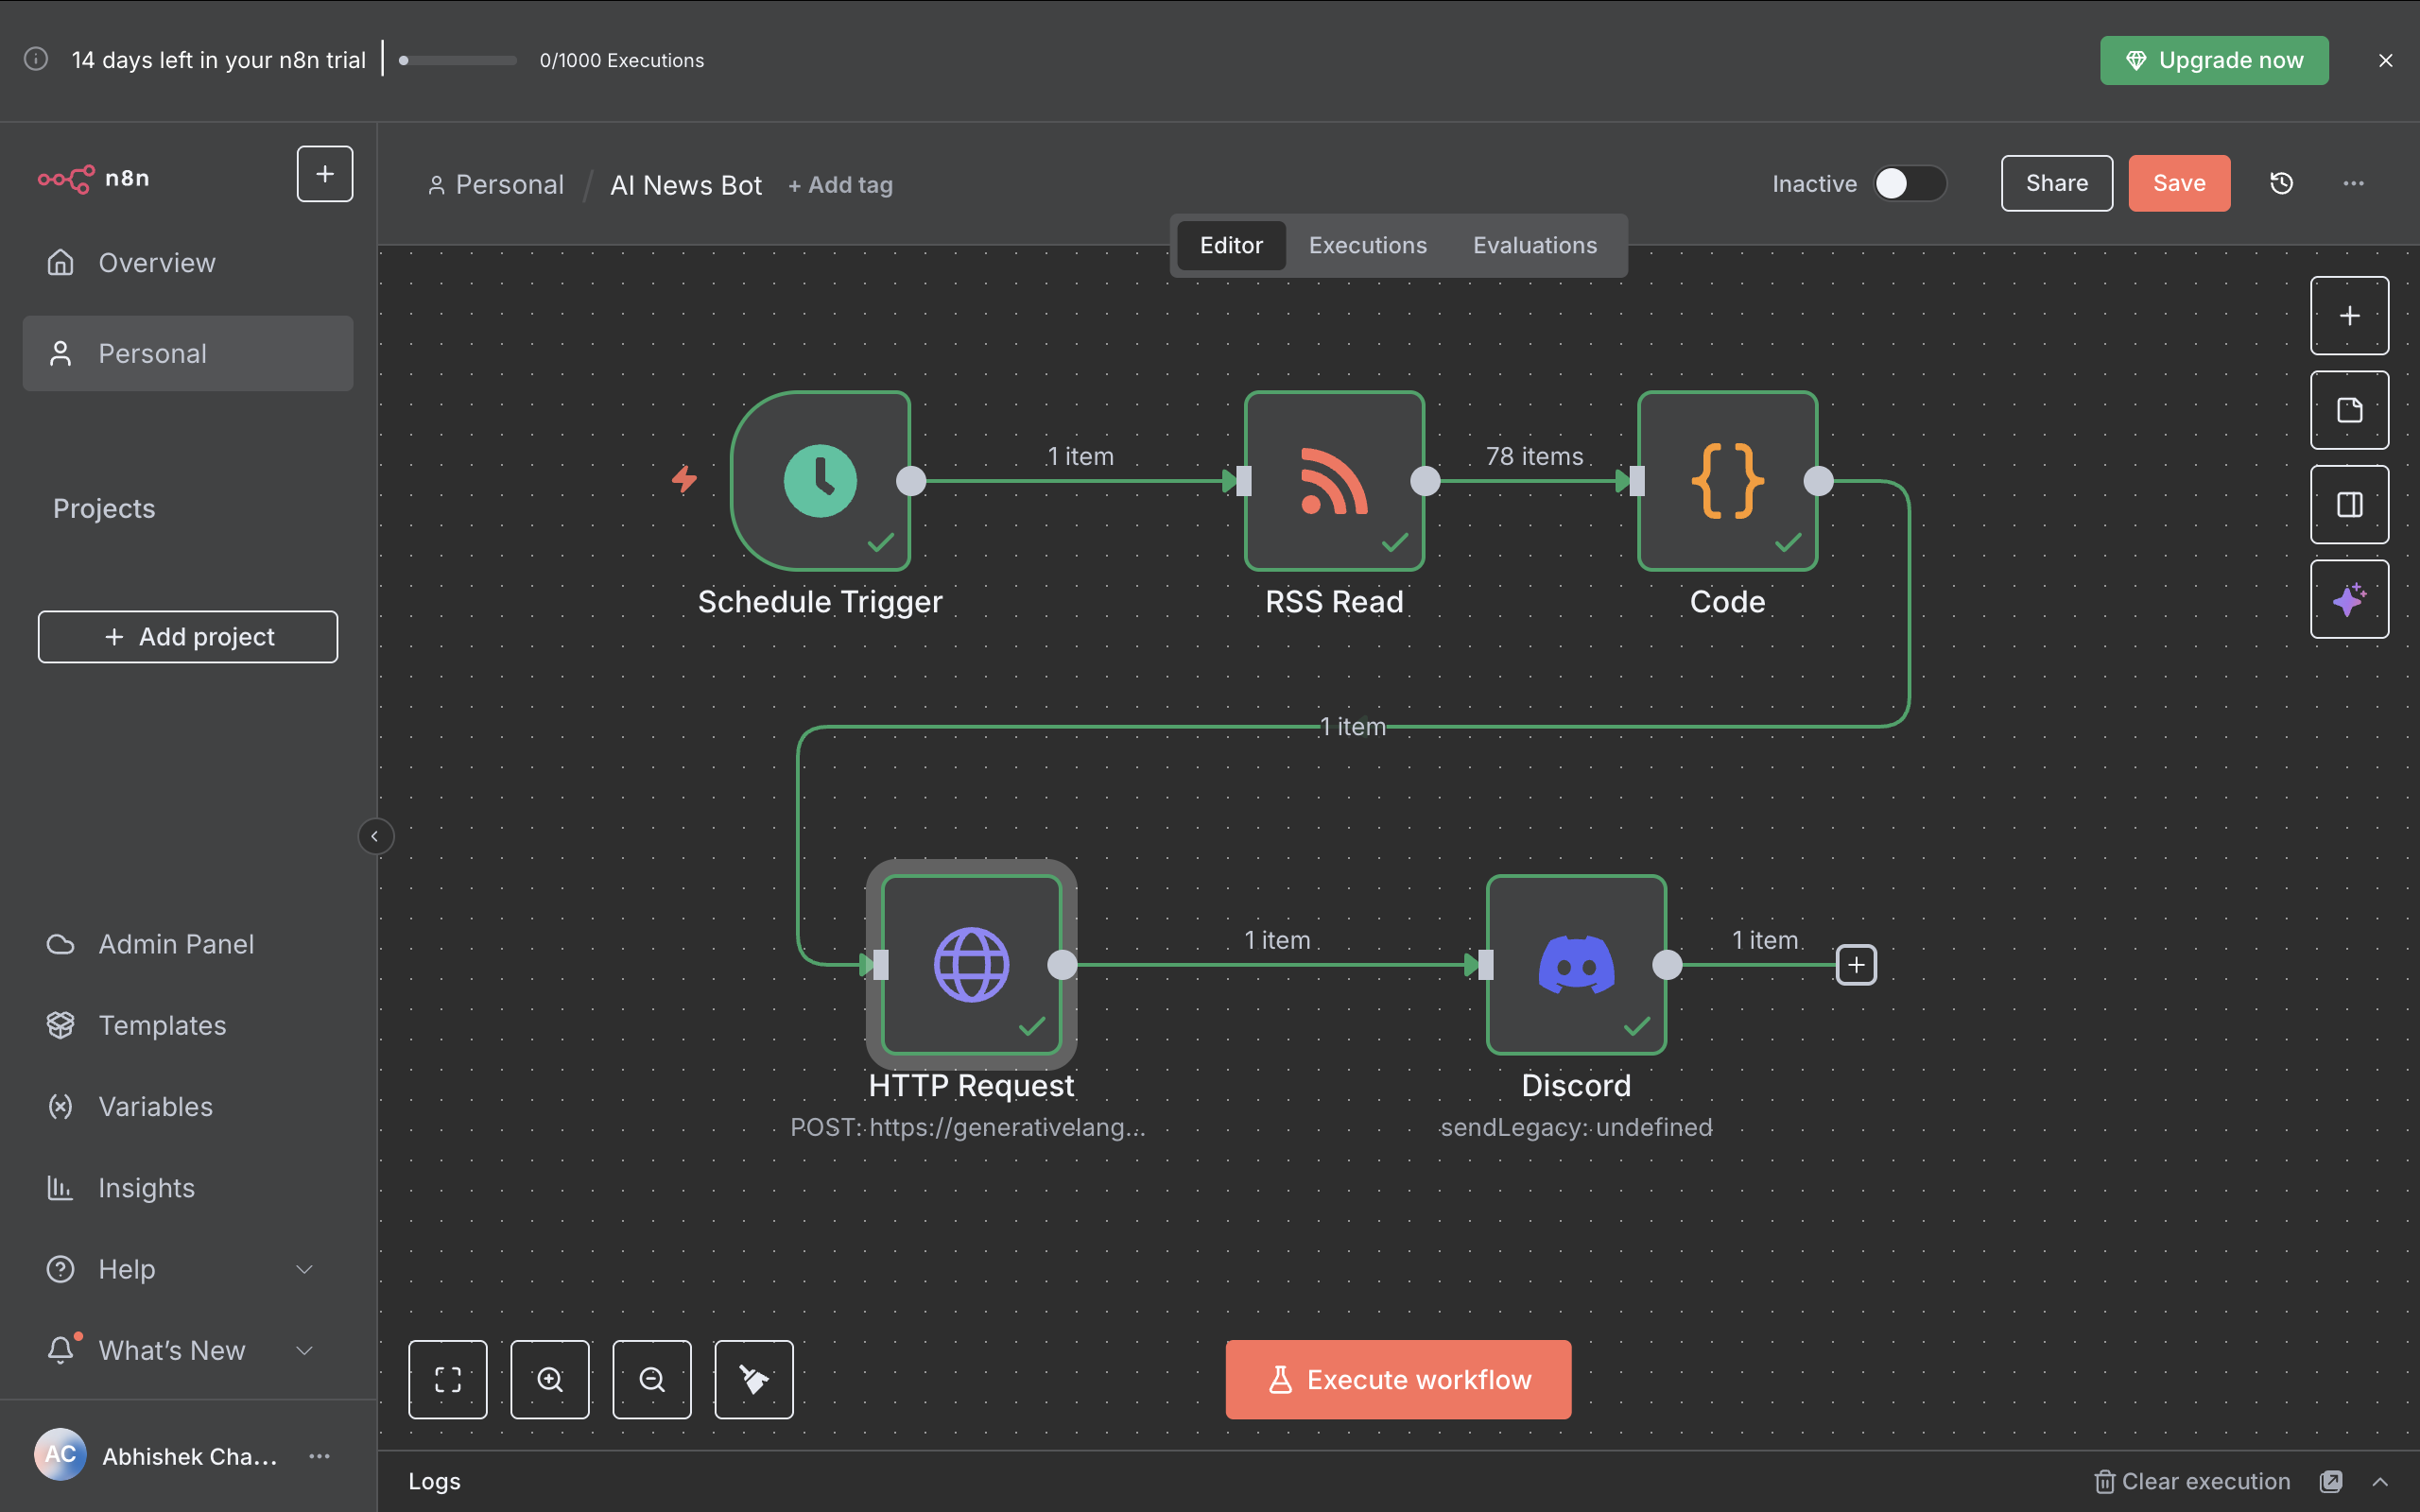 14 days left in your n8n trial
0/1000 Executions
Upgrade now
n8n
Personal / AI News Bot
+ Add tag
Inactive
Share
Save
Editor
Executions
Evaluations
Overview
Personal
Projects
Add project
Admin Panel
Templates
Variables
Insights
Help
What's New
AC
Abhishek Cha...
1 item
78 items
Schedule Trigger
RSS Read
Code
1 item
1 item
1 item
HTTP Request
POST: https://generativelang...
Discord
sendLegacy: undefined
Execute workflow
Logs
Clear execution